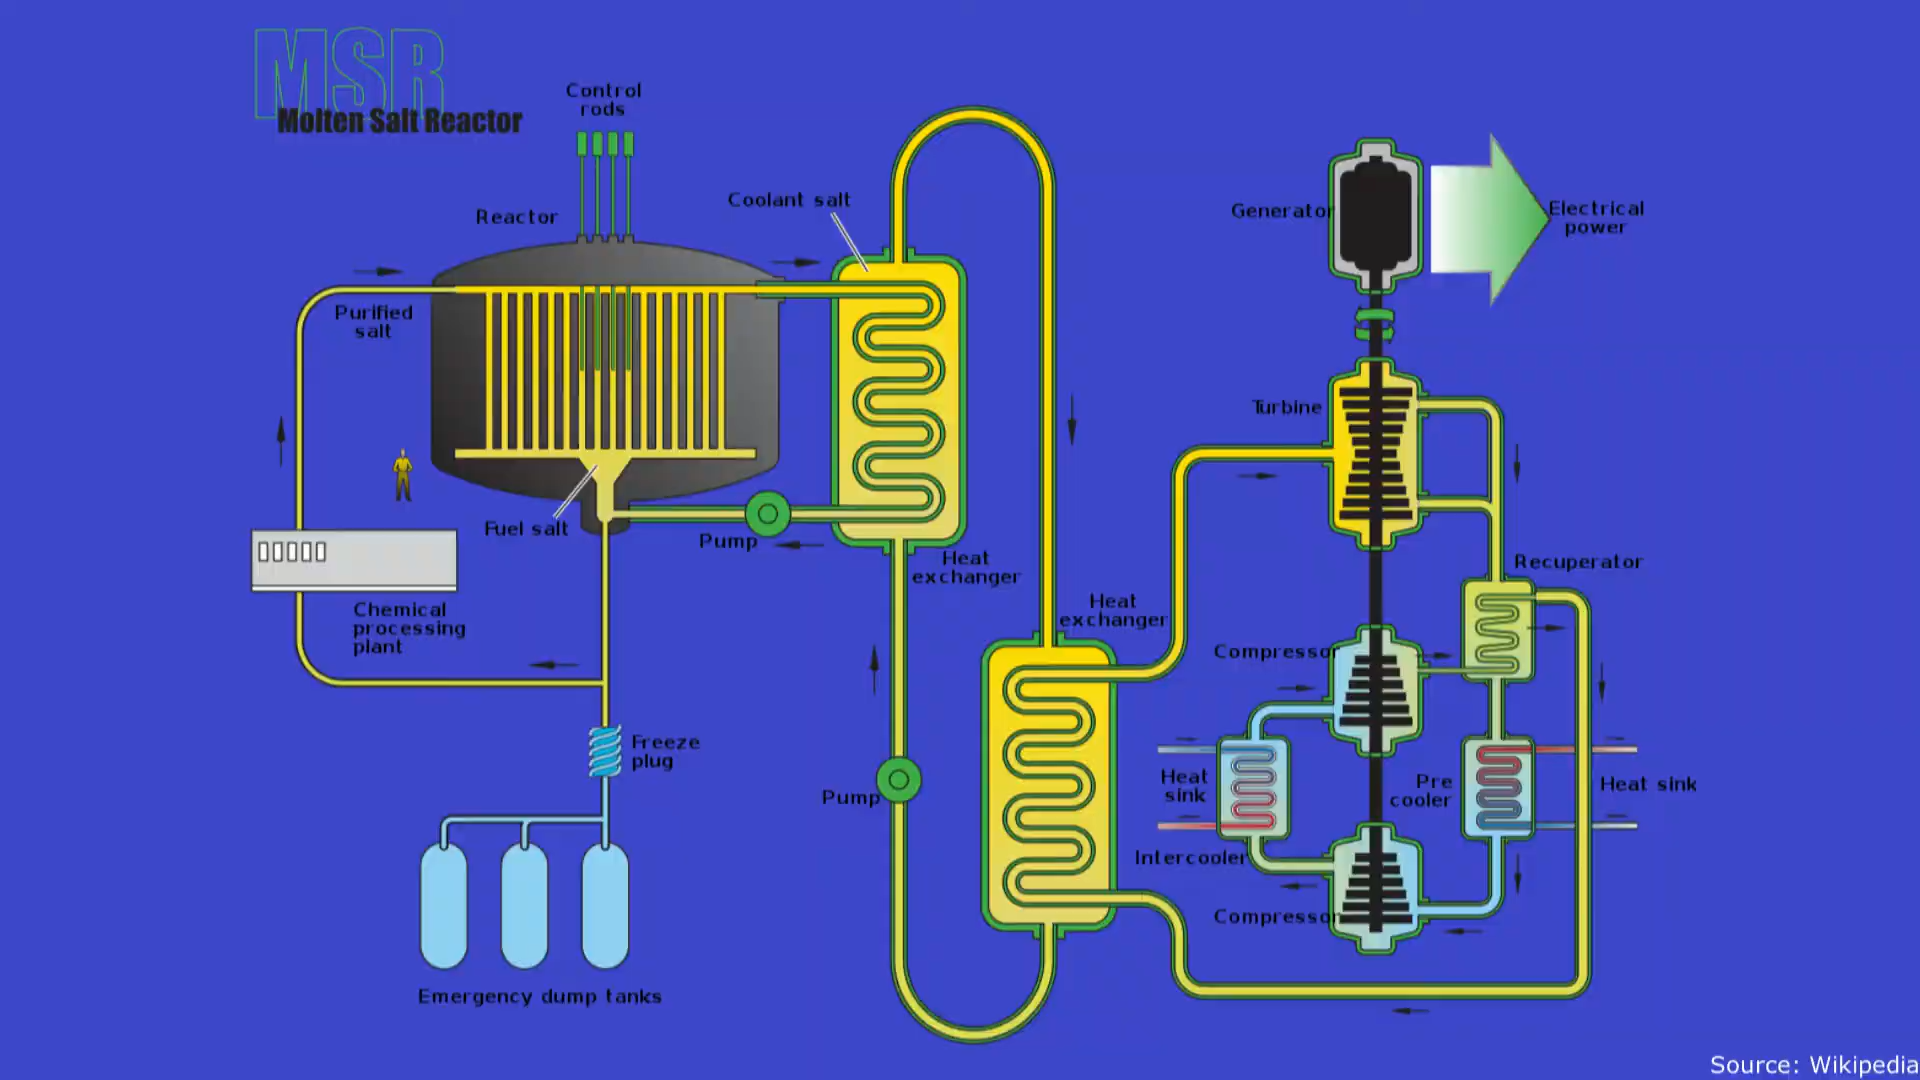 MSR
Molten Salt Reactor
Control
rods
Reactor
Coolant salt
Purified
salt
Fuel salt
Pump
Heat
exchanger
Chemical
processing
plant
Freeze
plug
Emergency dump tanks
Pump
Heat
exchanger
Generator
Electrical
power
Turbine
Recuperator
Compressor
Heat
sink
Pre
cooler
Heat sink
Intercooler
Compressor
Source: Wikipedia